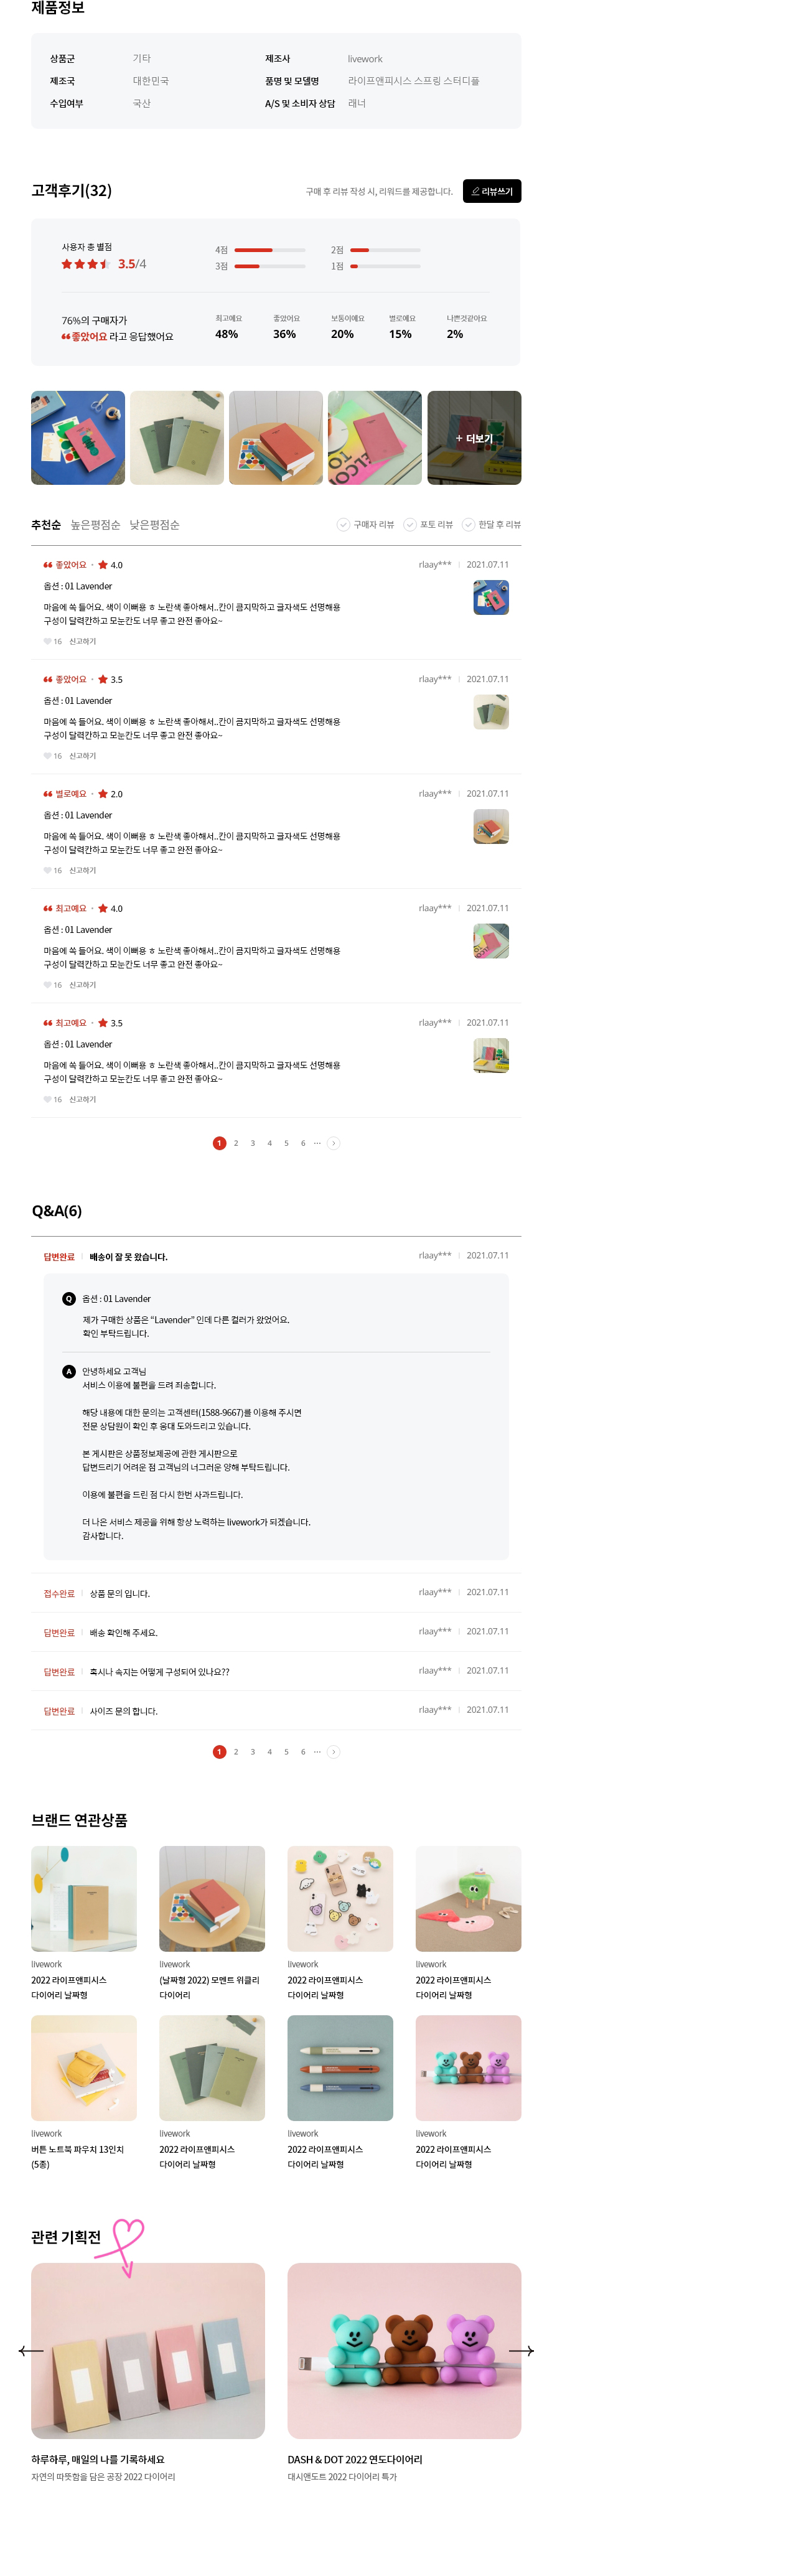 제품정보
상품군 기타 제조사 livework
제조국 대한민국 품명 및 모델명 라이프앤피시스 스프링 스터디플
수입여부 국산 A/S 및 소비자 상담 래너
고객후기(32) 구매 후 리뷰 작성 시, 리워드를 제공합니다. 리뷰쓰기
사용자 총 별점
3.5/4
4점 2점
3점 1점
76%의 구매자가
좋았어요 라고 응답했어요
최고예요 좋았어요 보통이예요 별로예요 나쁜것같아요
48% 36% 20% 15% 2%
+ 더보기
추천순 높은평점순 낮은평점순 구매자 리뷰 포토 리뷰 한달 후 리뷰
좋았어요 · 4.0 rlaay*** 2021.07.11
옵션 : 01 Lavender
마음에 쏙 들어요. 색이 이뻐용 ㅎ 노란색 좋아해서..칸이 큼지막하고 글자색도 선명해용
구성이 달력칸하고 모눈칸도 너무 좋고 완전 좋아요~
16 신고하기
좋았어요 · 3.5 rlaay*** 2021.07.11
옵션 : 01 Lavender
마음에 쏙 들어요. 색이 이뻐용 ㅎ 노란색 좋아해서..칸이 큼지막하고 글자색도 선명해용
구성이 달력칸하고 모눈칸도 너무 좋고 완전 좋아요~
16 신고하기
별로예요 · 2.0 rlaay*** 2021.07.11
옵션 : 01 Lavender
마음에 쏙 들어요. 색이 이뻐용 ㅎ 노란색 좋아해서..칸이 큼지막하고 글자색도 선명해용
구성이 달력칸하고 모눈칸도 너무 좋고 완전 좋아요~
16 신고하기
최고예요 · 4.0 rlaay*** 2021.07.11
옵션 : 01 Lavender
마음에 쏙 들어요. 색이 이뻐용 ㅎ 노란색 좋아해서..칸이 큼지막하고 글자색도 선명해용
구성이 달력칸하고 모눈칸도 너무 좋고 완전 좋아요~
16 신고하기
최고예요 · 3.5 rlaay*** 2021.07.11
옵션 : 01 Lavender
마음에 쏙 들어요. 색이 이뻐용 ㅎ 노란색 좋아해서..칸이 큼지막하고 글자색도 선명해용
구성이 달력칸하고 모눈칸도 너무 좋고 완전 좋아요~
16 신고하기
1 2 3 4 5 6 ···
Q&A(6)
답변완료 배송이 잘 못 왔습니다. rlaay*** 2021.07.11
Q 옵션 : 01 Lavender
제가 구매한 상품은 “Lavender” 인데 다른 컬러가 왔었어요.
확인 부탁드립니다.
A 안녕하세요 고객님
서비스 이용에 불편을 드려 죄송합니다.
해당 내용에 대한 문의는 고객센터(1588-9667)를 이용해 주시면
전문 상담원이 확인 후 응대 도와드리고 있습니다.
본 게시판은 상품정보제공에 관한 게시판으로
답변드리기 어려운 점 고객님의 너그러운 양해 부탁드립니다.
이용에 불편을 드린 점 다시 한번 사과드립니다.
더 나은 서비스 제공을 위해 항상 노력하는 livework가 되겠습니다.
감사합니다.
접수완료 상품 문의 입니다. rlaay*** 2021.07.11
답변완료 배송 확인해 주세요. rlaay*** 2021.07.11
답변완료 혹시나 속지는 어떻게 구성되어 있나요?? rlaay*** 2021.07.11
답변완료 사이즈 문의 합니다. rlaay*** 2021.07.11
1 2 3 4 5 6 ···
브랜드 연관상품
livework livework livework livework
2022 라이프앤피시스 (날짜형 2022) 모멘트 위클리 2022 라이프앤피시스 2022 라이프앤피시스
다이어리 날짜형 다이어리 다이어리 날짜형 다이어리 날짜형
livework livework livework livework
버튼 노트북 파우치 13인치 2022 라이프앤피시스 2022 라이프앤피시스 2022 라이프앤피시스
(5종) 다이어리 날짜형 다이어리 날짜형 다이어리 날짜형
관련 기획전
하루하루, 매일의 나를 기록하세요 DASH & DOT 2022 연도다이어리
자연의 따뜻함을 담은 공장 2022 다이어리 대시앤도트 2022 다이어리 특가